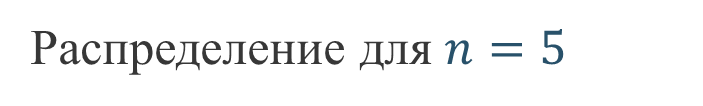 Распределение для n = 5